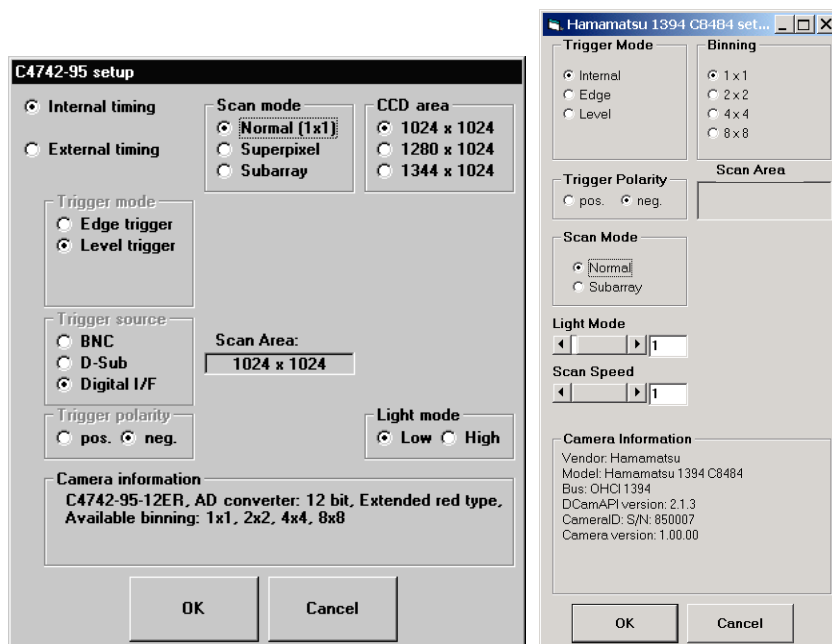 C4742-95 setup
Internal timing
External timing
Scan mode
Normal (1x1)
Superpixel
Subarray
CCD area
1024 x 1024
1280 x 1024
1344 x 1024
Trigger mode
Edge trigger
Level trigger
Trigger source
BNC
D-Sub
Digital I/F
Scan Area:
1024 x 1024
Trigger polarity
pos. neg.
Light mode
Low High
Camera information
C4742-95-12ER, AD converter: 12 bit, Extended red type,
Available binning: 1x1, 2x2, 4x4, 8x8
OK Cancel
Hamamatsu 1394 C8484 set...
Trigger Mode
Internal
Edge
Level
Binning
1 x 1
2 x 2
4 x 4
8 x 8
Trigger Polarity
pos. neg.
Scan Area
Scan Mode
Normal
Subarray
Light Mode
1
Scan Speed
1
Camera Information
Vendor: Hamamatsu
Model: Hamamatsu 1394 C8484
Bus: OHCI 1394
DCamAPI version: 2.1.3
CameraID: S/N: 850007
Camera version: 1.00.00
OK Cancel